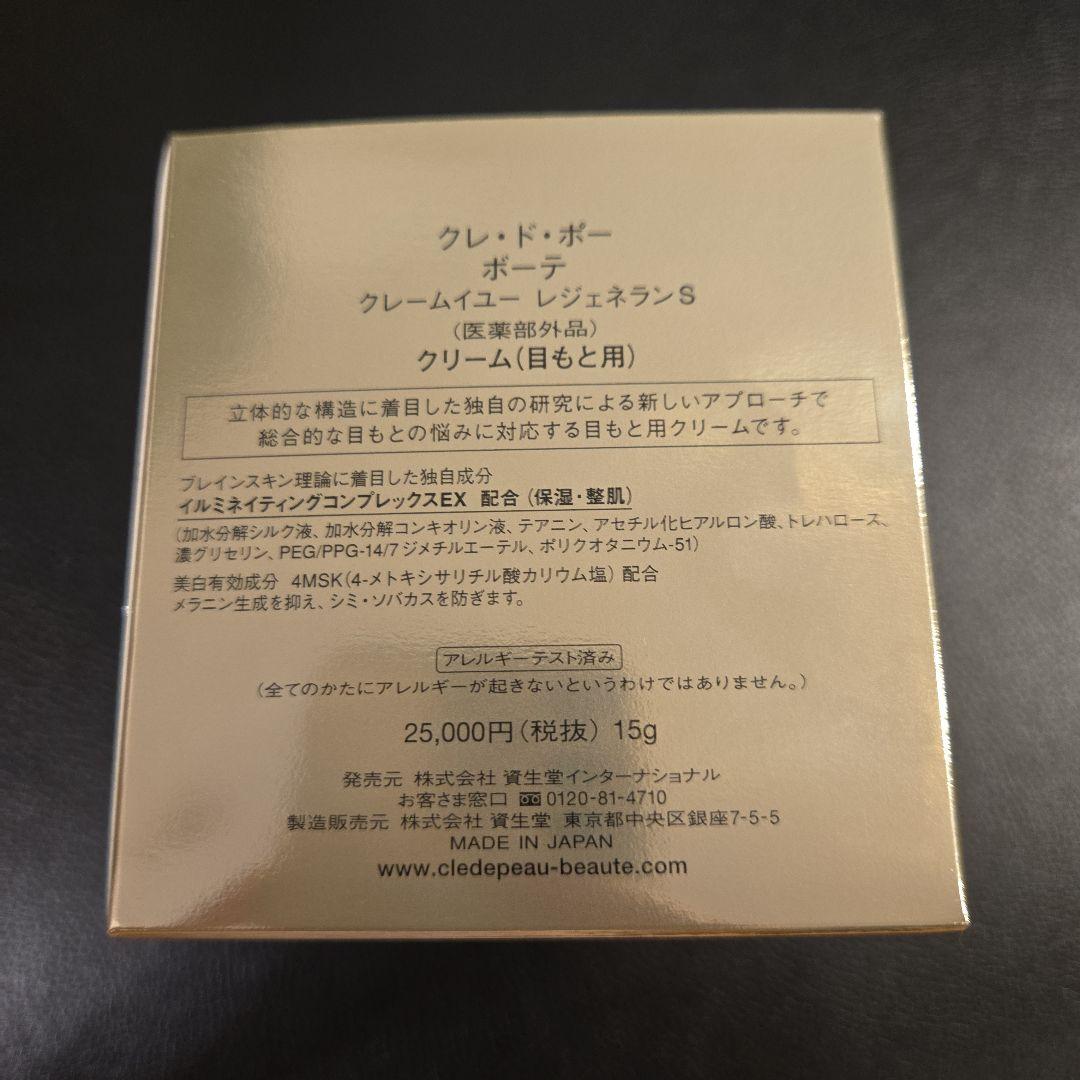 クレ・ド・ポー
ボーテ
クレームイユー レジェネランS
(医薬部外品)
クリーム(目もと用)
立体的な構造に着目した独自の研究による新しいアプローチで
総合的な目もとの悩みに対応する目もと用クリームです。
ブレインスキン理論に着目した独自成分
イルミネイティングコンプレックスEX 配合(保湿・整肌)
(加水分解シルク液、加水分解コンキオリン液、テアニン、アセチル化ヒアルロン酸、トレハロース、
濃グリセリン、PEG/PPG-14/7ジメチルエーテル、ポリクオタニウム-51)
美白有効成分 4MSK(4-メトキシサリチル酸カリウム塩)配合
メラニン生成を抑え、シミ・ソバカスを防ぎます。
アレルギーテスト済み
(全てのかたにアレルギーが起きないというわけではありません。)
25,000円(税抜) 15g
発売元 株式会社 資生堂インターナショナル
お客さま窓口 0120-81-4710
製造販売元 株式会社 資生堂 東京都中央区銀座7-5-5
MADE IN JAPAN
www.cledepeau-beaute.com